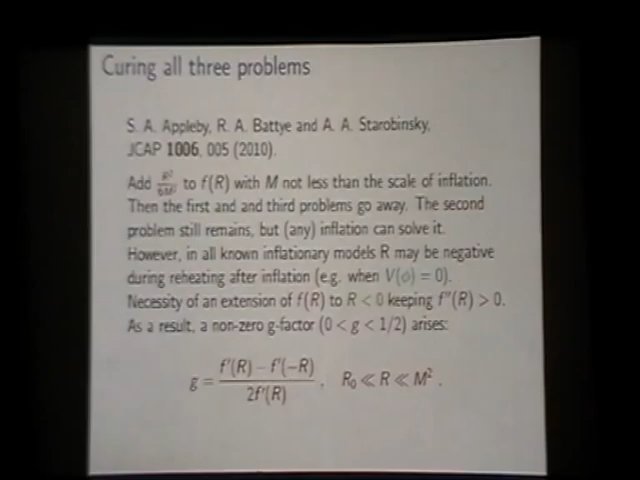 Curing all three problems
S. A. Appleby, R. A. Battye and A. A. Starobinsky,
JCAP 1006, 005 (2010).
Add R²/6M² to f(R) with M not less than the scale of inflation.
Then the first and and third problems go away. The second
problem still remains, but (any) inflation can solve it.
However, in all known inflationary models R may be negative
during reheating after inflation (e.g. when V(ϕ) = 0).
Necessity of an extension of f(R) to R < 0 keeping f''(R) > 0.
As a result, a non-zero g-factor (0 < g < 1/2) arises:
g = (f'(R) − f'(−R)) / 2f'(R) , R₀ ≪ R ≪ M² .